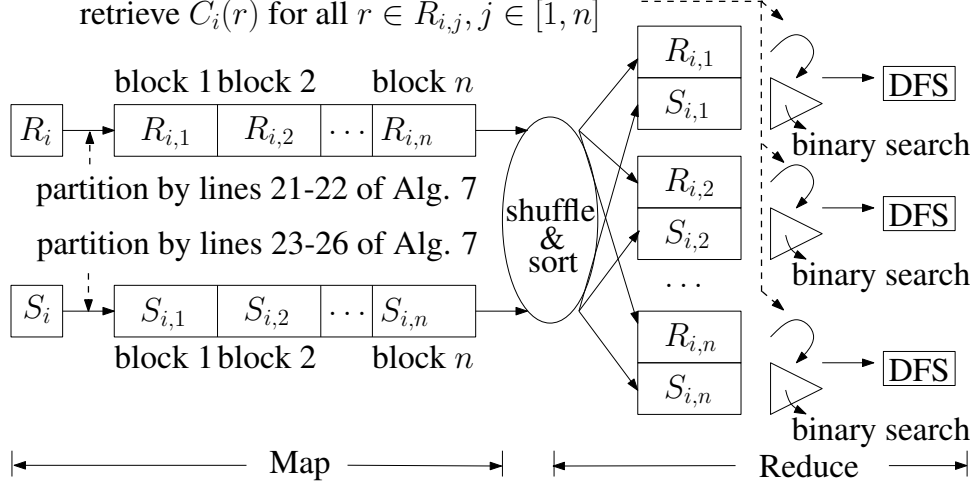 retrieve C_i(r) for all r ∈ R_{i,j}, j ∈ [1, n]
block 1 block 2 block n
R_i R_{i,1} R_{i,2} ··· R_{i,n}
partition by lines 21-22 of Alg. 7
partition by lines 23-26 of Alg. 7
S_i S_{i,1} S_{i,2} ··· S_{i,n}
block 1 block 2 block n
shuffle
&
sort
R_{i,1}
S_{i,1}
DFS
binary search
R_{i,2}
S_{i,2}
DFS
binary search
...
R_{i,n}
S_{i,n}
DFS
binary search
Map Reduce